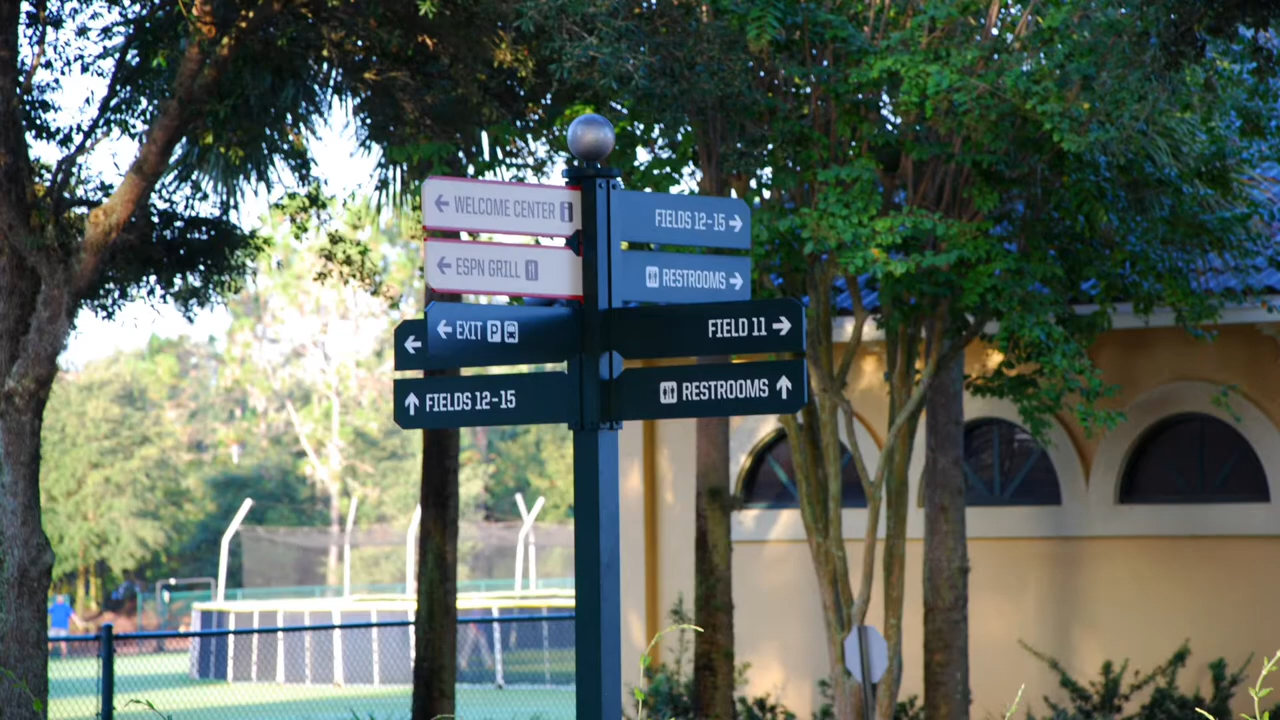 ← WELCOME CENTER i
← ESPN GRILL
← EXIT P
←
↑ FIELDS 12-15
FIELDS 12-15 →
RESTROOMS →
FIELD 11 →
RESTROOMS ↑